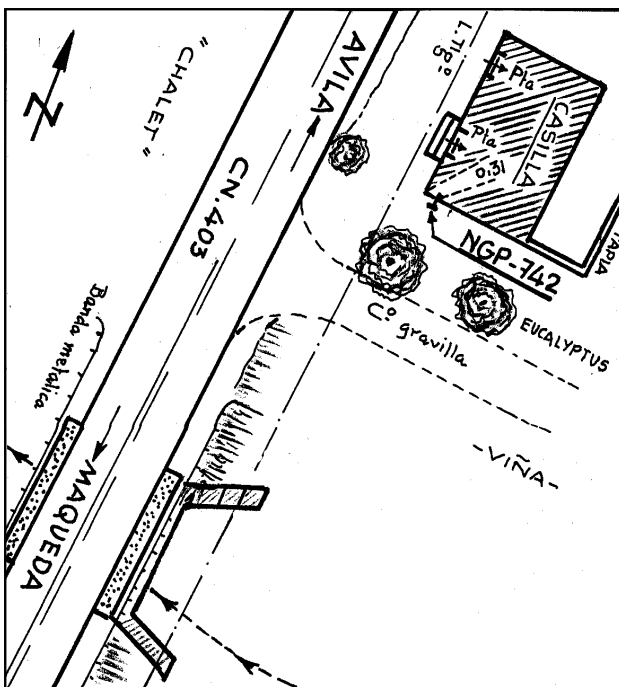 N
"CHALET"
AVILA
L. Tlgº
Pla
Pla
CASILLA
0,31
TAPIA
CN.403
NGP-742
Cº gravilla
EUCALYPTUS
Banda metalica
-VIÑA-
MAQUEDA